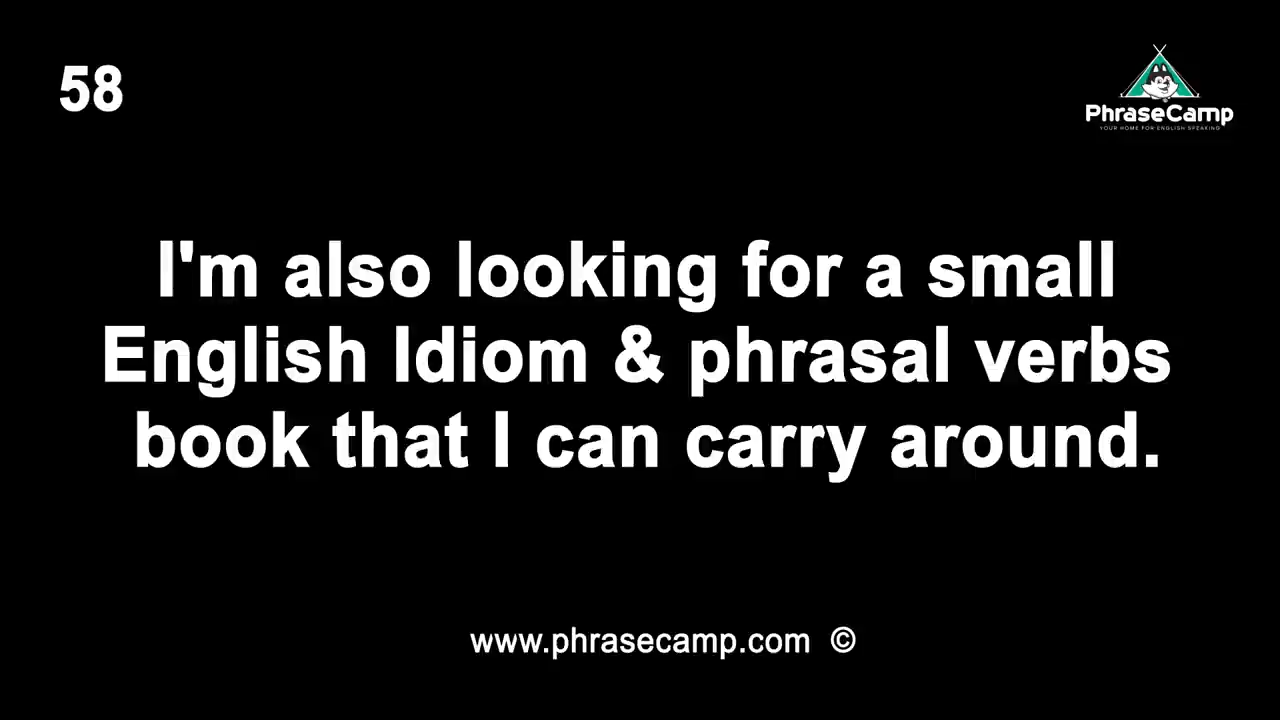 58
PhraseCamp
YOUR HOME FOR ENGLISH SPEAKING
I'm also looking for a small
English Idiom & phrasal verbs
book that I can carry around.
www.phrasecamp.com ©